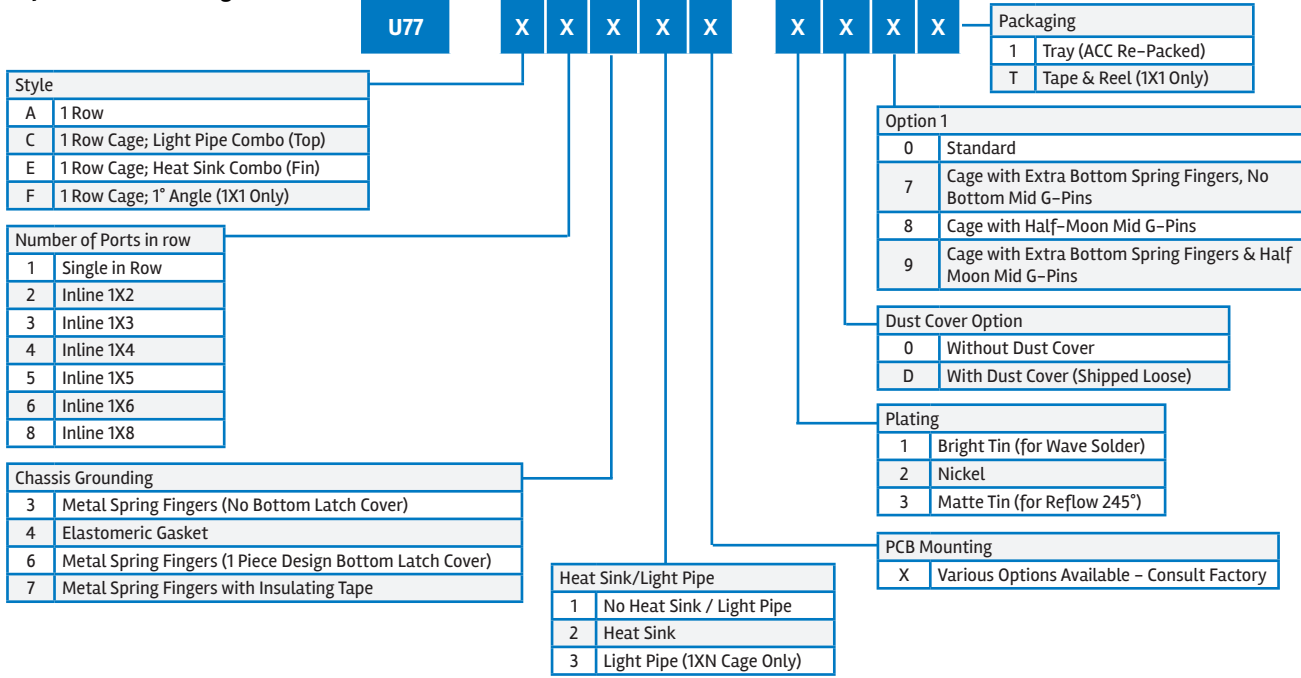 U77 X X X X X X X X X
Packaging
1 Tray (ACC Re-Packed)
T Tape & Reel (1X1 Only)
Style
A 1 Row
C 1 Row Cage; Light Pipe Combo (Top)
E 1 Row Cage; Heat Sink Combo (Fin)
F 1 Row Cage; 1° Angle (1X1 Only)
Option 1
0 Standard
7 Cage with Extra Bottom Spring Fingers, No
Bottom Mid G-Pins
8 Cage with Half-Moon Mid G-Pins
9 Cage with Extra Bottom Spring Fingers & Half
Moon Mid G-Pins
Number of Ports in row
1 Single in Row
2 Inline 1X2
3 Inline 1X3
4 Inline 1X4
5 Inline 1X5
6 Inline 1X6
8 Inline 1X8
Dust Cover Option
0 Without Dust Cover
D With Dust Cover (Shipped Loose)
Plating
1 Bright Tin (for Wave Solder)
2 Nickel
3 Matte Tin (for Reflow 245°)
Chassis Grounding
3 Metal Spring Fingers (No Bottom Latch Cover)
4 Elastomeric Gasket
6 Metal Spring Fingers (1 Piece Design Bottom Latch Cover)
7 Metal Spring Fingers with Insulating Tape
PCB Mounting
X Various Options Available – Consult Factory
Heat Sink/Light Pipe
1 No Heat Sink / Light Pipe
2 Heat Sink
3 Light Pipe (1XN Cage Only)